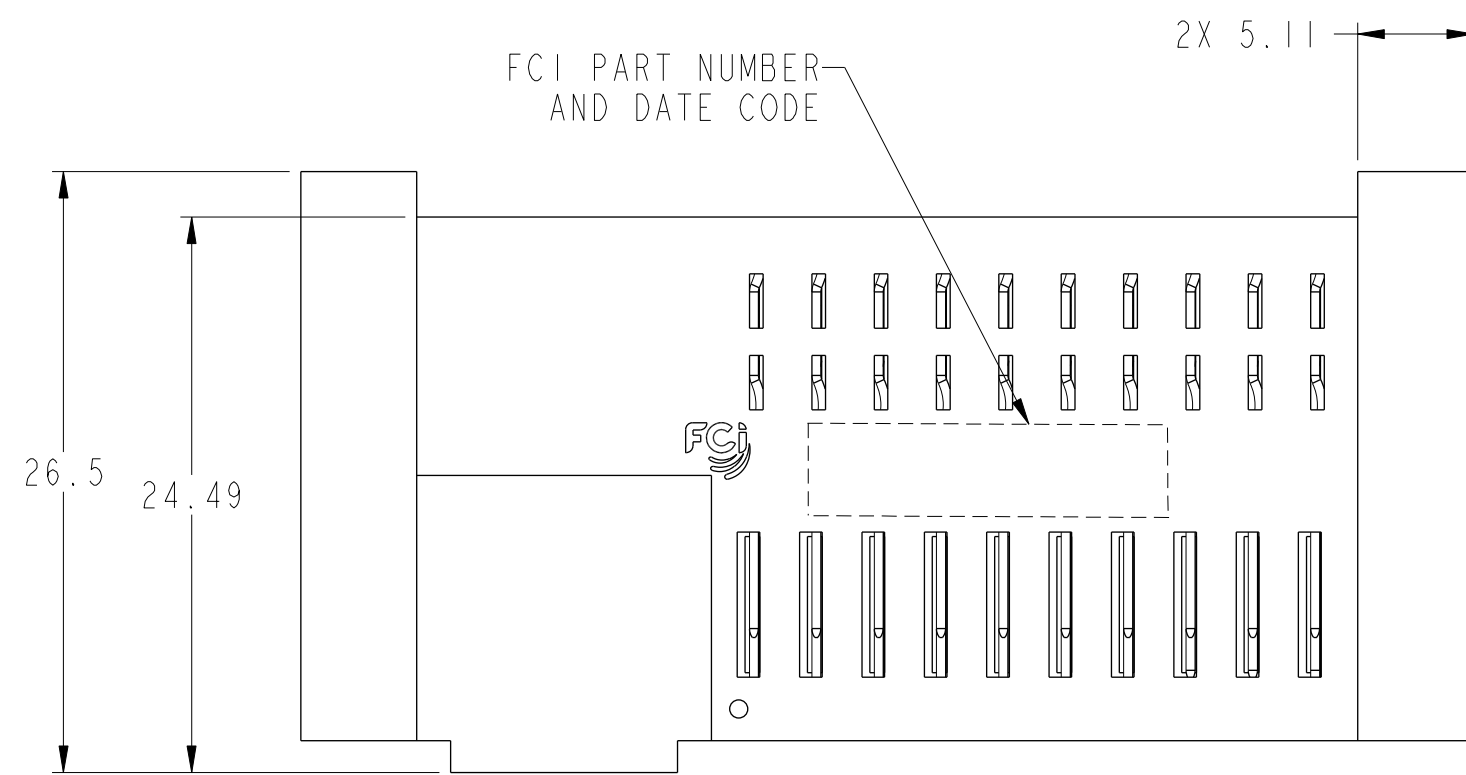 2X 5.11
FCI PART NUMBER
AND DATE CODE
FCi
26.5
24.49